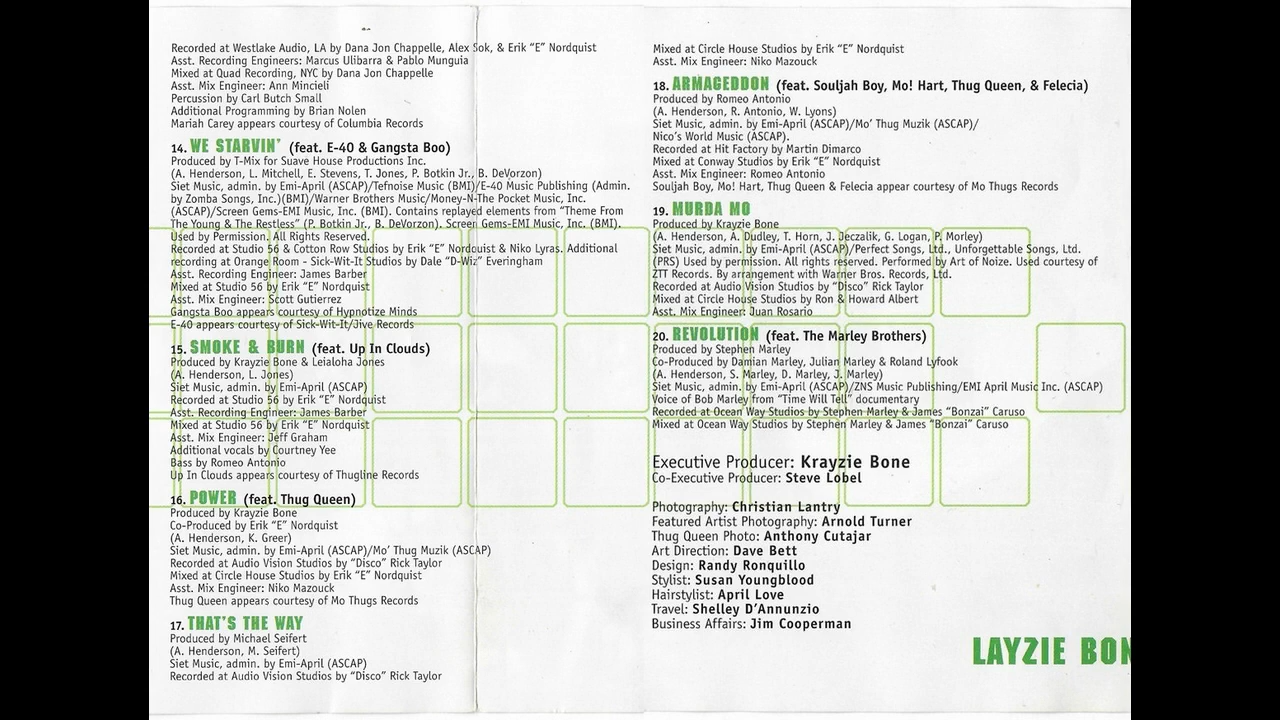 Recorded at Westlake Audio, LA by Dana Jon Chappelle, Alex Sok, & Erik “E” Nordquist
Asst. Recording Engineers: Marcus Ulibarra & Pablo Munguia
Mixed at Quad Recording, NYC by Dana Jon Chappelle
Asst. Mix Engineer: Ann Mincieli
Percussion by Carl Butch Small
Additional Programming by Brian Nolen
Mariah Carey appears courtesy of Columbia Records
14. WE STARVIN’ (feat. E-40 & Gangsta Boo)
Produced by T-Mix for Suave House Productions Inc.
(A. Henderson, L. Mitchell, E. Stevens, T. Jones, P. Botkin Jr., B. DeVorzon)
Siet Music, admin. by Emi-April (ASCAP)/Tefnoise Music (BMI)/E-40 Music Publishing (Admin.
by Zomba Songs, Inc.)(BMI)/Warner Brothers Music/Money-N-The Pocket Music, Inc.
(ASCAP)/Screen Gems-EMI Music, Inc. (BMI). Contains replayed elements from “Theme From
The Young & The Restless” (P. Botkin Jr., B. DeVorzon). Screen Gems-EMI Music, Inc. (BMI).
Used by Permission. All Rights Reserved.
Recorded at Studio 56 & Cotton Row Studios by Erik “E” Nordquist & Niko Lyras. Additional
recording at Orange Room - Sick-Wit-It Studios by Dale “D-Wiz” Everingham
Asst. Recording Engineer: James Barber
Mixed at Studio 56 by Erik “E” Nordquist
Asst. Mix Engineer: Scott Gutierrez
Gangsta Boo appears courtesy of Hypnotize Minds
E-40 appears courtesy of Sick-Wit-It/Jive Records
15. SMOKE & BURN (feat. Up In Clouds)
Produced by Krayzie Bone & Leialoha Jones
(A. Henderson, L. Jones)
Siet Music, admin. by Emi-April (ASCAP)
Recorded at Studio 56 by Erik “E” Nordquist
Asst. Recording Engineer: James Barber
Mixed at Studio 56 by Erik “E” Nordquist
Asst. Mix Engineer: Jeff Graham
Additional vocals by Courtney Yee
Bass by Romeo Antonio
Up In Clouds appears courtesy of Thugline Records
16. POWER (feat. Thug Queen)
Produced by Krayzie Bone
Co-Produced by Erik “E” Nordquist
(A. Henderson, K. Greer)
Siet Music, admin. by Emi-April (ASCAP)/Mo’ Thug Muzik (ASCAP)
Recorded at Audio Vision Studios by “Disco” Rick Taylor
Mixed at Circle House Studios by Erik “E” Nordquist
Asst. Mix Engineer: Niko Mazouck
Thug Queen appears courtesy of Mo Thugs Records
17. THAT’S THE WAY
Produced by Michael Seifert
(A. Henderson, M. Seifert)
Siet Music, admin. by Emi-April (ASCAP)
Recorded at Audio Vision Studios by “Disco” Rick Taylor
Mixed at Circle House Studios by Erik “E” Nordquist
Asst. Mix Engineer: Niko Mazouck
18. ARMAGEDDON (feat. Souljah Boy, Mo! Hart, Thug Queen, & Felecia)
Produced by Romeo Antonio
(A. Henderson, R. Antonio, W. Lyons)
Siet Music, admin. by Emi-April (ASCAP)/Mo’ Thug Muzik (ASCAP)/
Nico’s World Music (ASCAP).
Recorded at Hit Factory by Martin Dimarco
Mixed at Conway Studios by Erik “E” Nordquist
Asst. Mix Engineer: Romeo Antonio
Souljah Boy, Mo! Hart, Thug Queen & Felecia appear courtesy of Mo Thugs Records
19. MURDA MO
Produced by Krayzie Bone
(A. Henderson, A. Dudley, T. Horn, J. Jeczalik, G. Logan, P. Morley)
Siet Music, admin. by Emi-April (ASCAP)/Perfect Songs, Ltd., Unforgettable Songs, Ltd.
(PRS) Used by permission. All rights reserved. Performed by Art of Noize. Used courtesy of
ZTT Records. By arrangement with Warner Bros. Records, Ltd.
Recorded at Audio Vision Studios by “Disco” Rick Taylor
Mixed at Circle House Studios by Ron & Howard Albert
Asst. Mix Engineer: Juan Rosario
20. REVOLUTION (feat. The Marley Brothers)
Produced by Stephen Marley
Co-Produced by Damian Marley, Julian Marley & Roland Lyfook
(A. Henderson, S. Marley, D. Marley, J. Marley)
Siet Music, admin. by Emi-April (ASCAP)/ZNS Music Publishing/EMI April Music Inc. (ASCAP)
Voice of Bob Marley from “Time Will Tell” documentary
Recorded at Ocean Way Studios by Stephen Marley & James “Bonzai” Caruso
Mixed at Ocean Way Studios by Stephen Marley & James “Bonzai” Caruso
Executive Producer: Krayzie Bone
Co-Executive Producer: Steve Lobel
Photography: Christian Lantry
Featured Artist Photography: Arnold Turner
Thug Queen Photo: Anthony Cutajar
Art Direction: Dave Bett
Design: Randy Ronquillo
Stylist: Susan Youngblood
Hairstylist: April Love
Travel: Shelley D’Annunzio
Business Affairs: Jim Cooperman
LAYZIE BON